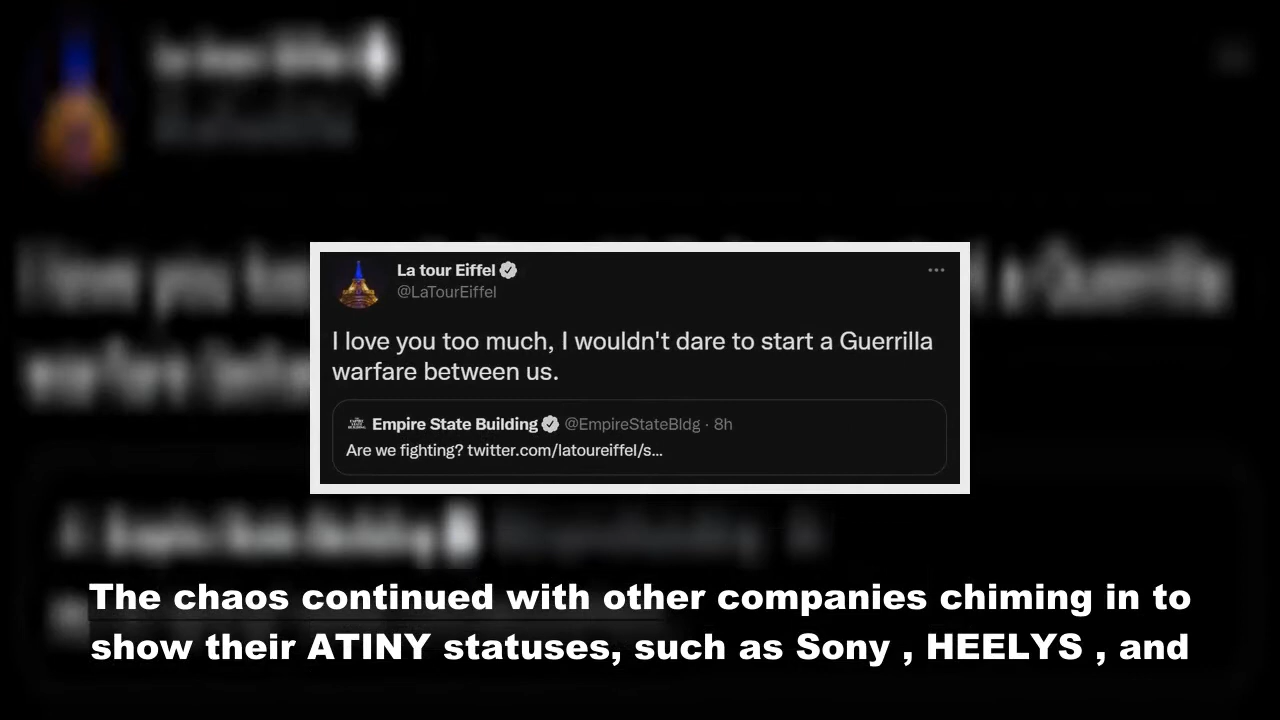 La tour Eiffel
@LaTourEiffel
I love you too much, I wouldn't dare to start a Guerrilla
warfare between us.
Empire State Building @EmpireStateBldg · 8h
Are we fighting? twitter.com/latoureiffel/s...
The chaos continued with other companies chiming in to
show their ATINY statuses, such as Sony , HEELYS , and